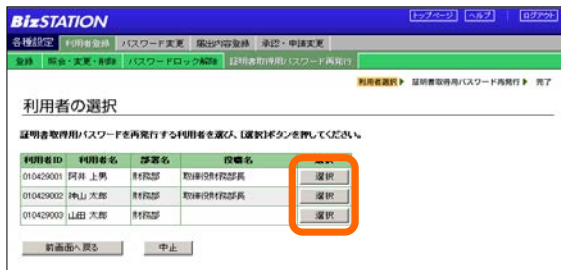 BizSTATION
トップページ ヘルプ ログアウト
各種設定 利用者登録 パスワード変更 届出内容登録 承認・申請変更
登録 照会・変更・削除 パスワードロック解除 証明書取得用パスワード再発行
利用者選択 ▶ 証明書取得用パスワード再発行 ▶ 完了
利用者の選択
証明書取得用パスワードを再発行する利用者を選び、[選択]ボタンを押してください。
利用者ID 利用者名 部署名 役職名 選択
010429001 阿井 上男 財務部 取締役財務部長 選択
010429002 神山 太郎 財務部 取締役財務部長 選択
010429003 山田 太郎 財務部 選択
前画面へ戻る 中止